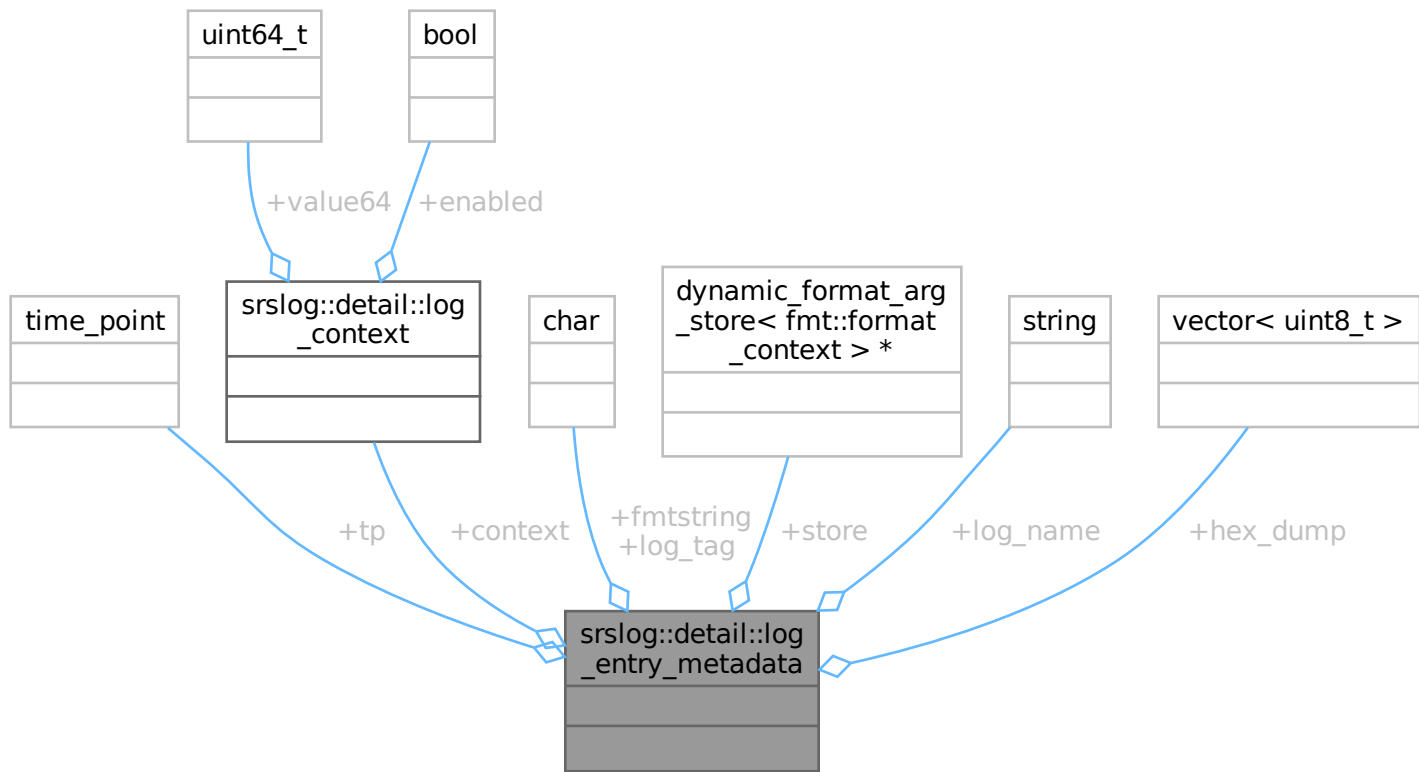 uint64_t
bool
+value64
+enabled
time_point
srslog::detail::log
_context
char
dynamic_format_arg
_store< fmt::format
_context > *
string
vector< uint8_t >
+tp
+context
+fmtstring
+log_tag
+store
+log_name
+hex_dump
srslog::detail::log
_entry_metadata